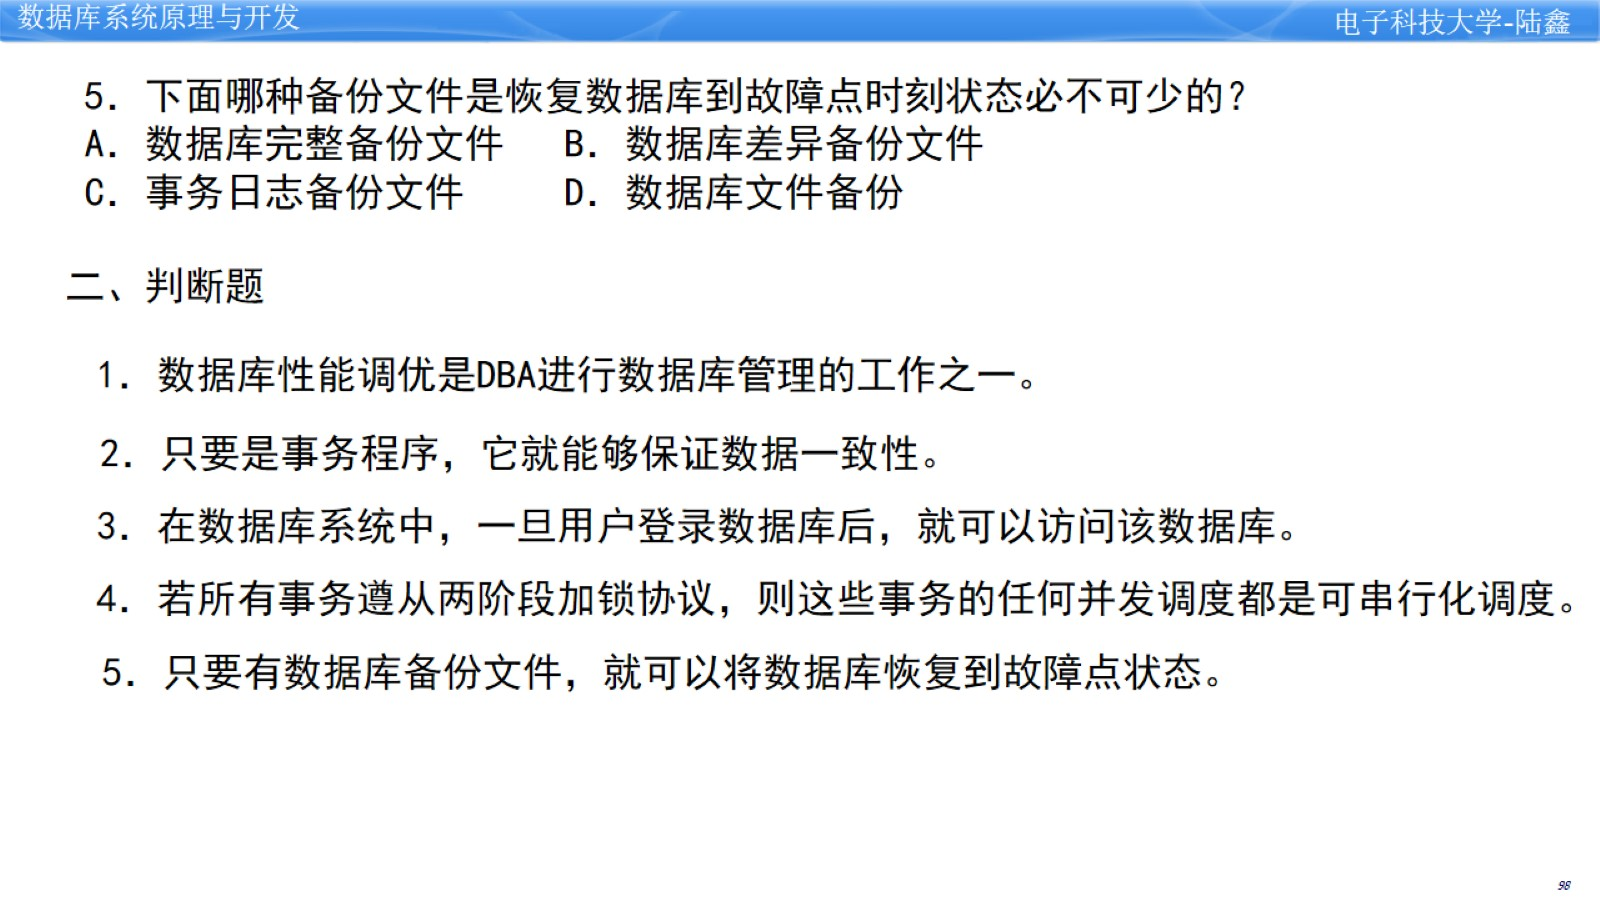 数据库系统原理与开发
电子科技大学-陆鑫
5. 下面哪种备份文件是恢复数据库到故障点时刻状态必不可少的？
A. 数据库完整备份文件 B. 数据库差异备份文件
C. 事务日志备份文件 D. 数据库文件备份
二、判断题
1. 数据库性能调优是DBA进行数据库管理的工作之一。
2. 只要是事务程序，它就能够保证数据一致性。
3. 在数据库系统中，一旦用户登录数据库后，就可以访问该数据库。
4. 若所有事务遵从两阶段加锁协议，则这些事务的任何并发调度都是可串行化调度。
5. 只要有数据库备份文件，就可以将数据库恢复到故障点状态。
98